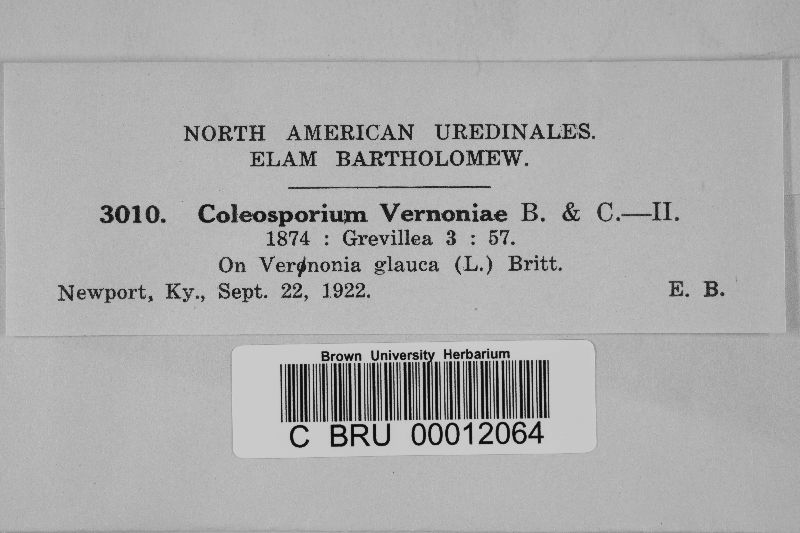 NORTH AMERICAN UREDINALES.
ELAM BARTHOLOMEW.
3010. Coleosporium Vernoniae B. & C.—II.
1874 : Grevillea 3 : 57.
On Vernonia glauca (L.) Britt.
Newport, Ky., Sept. 22, 1922. E. B.
Brown University Herbarium
C BRU 00012064